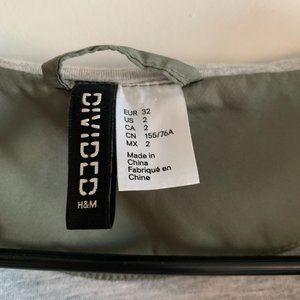 DIVIDED
H&M
EUR 32
US 2
CA 2
CN 155/76A
MX 2
Made in
China
Fabriqué en
Chine